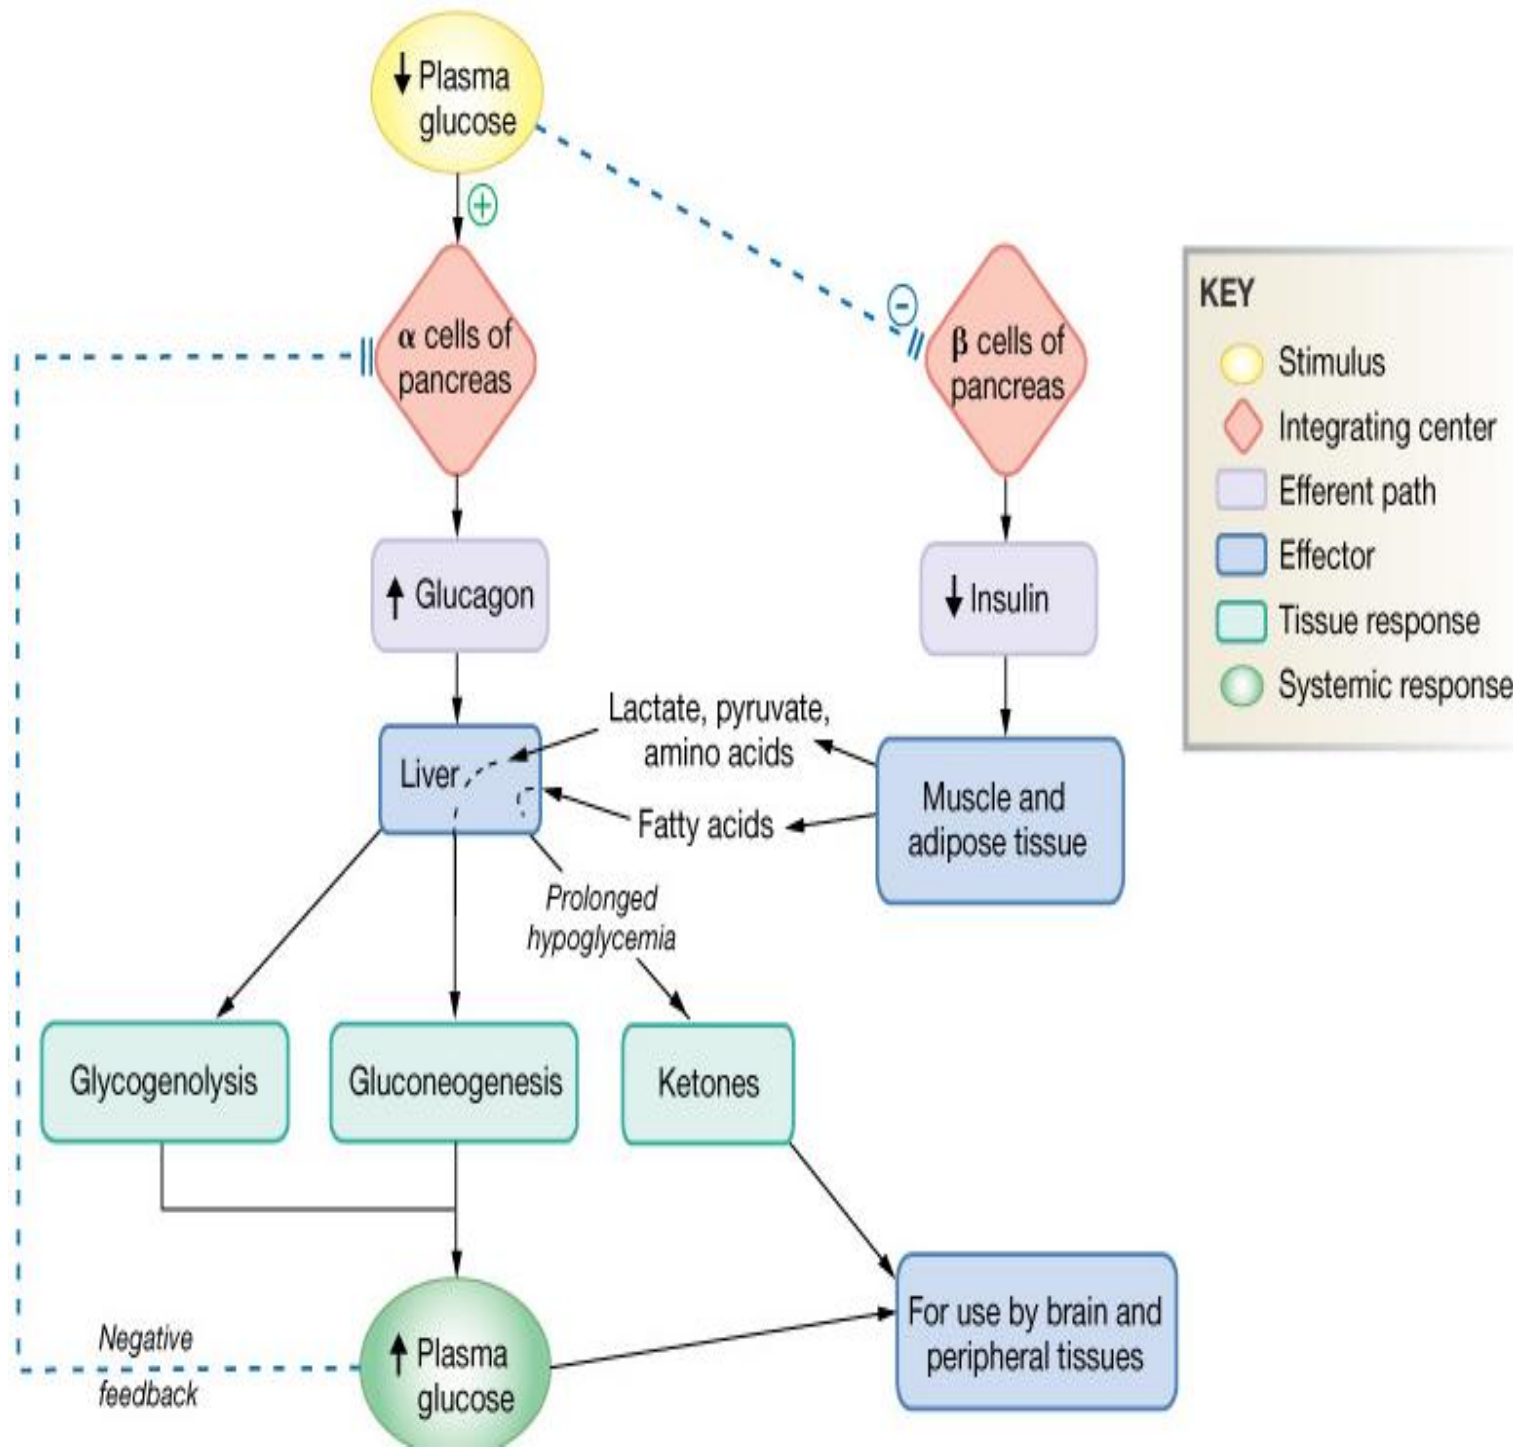 ↓ Plasma
glucose
+
-
α cells of
pancreas
β cells of
pancreas
KEY
Stimulus
Integrating center
Efferent path
Effector
Tissue response
Systemic response
↑ Glucagon
↓ Insulin
Lactate, pyruvate,
amino acids
Liver
Fatty acids
Muscle and
adipose tissue
Prolonged
hypoglycemia
Glycogenolysis
Gluconeogenesis
Ketones
Negative
feedback
↑ Plasma
glucose
For use by brain and
peripheral tissues